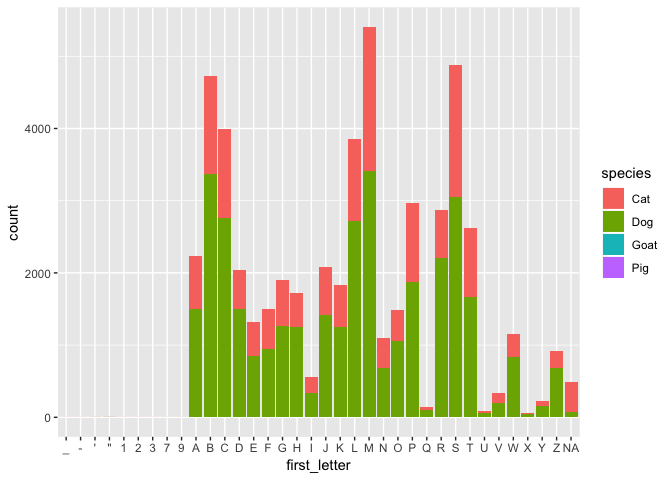 4000
2000
0
count
_ - ' " 1 2 3 7 9 A B C D E F G H I J K L M N O P Q R S T U V W X Y Z NA
first_letter
species
Cat
Dog
Goat
Pig